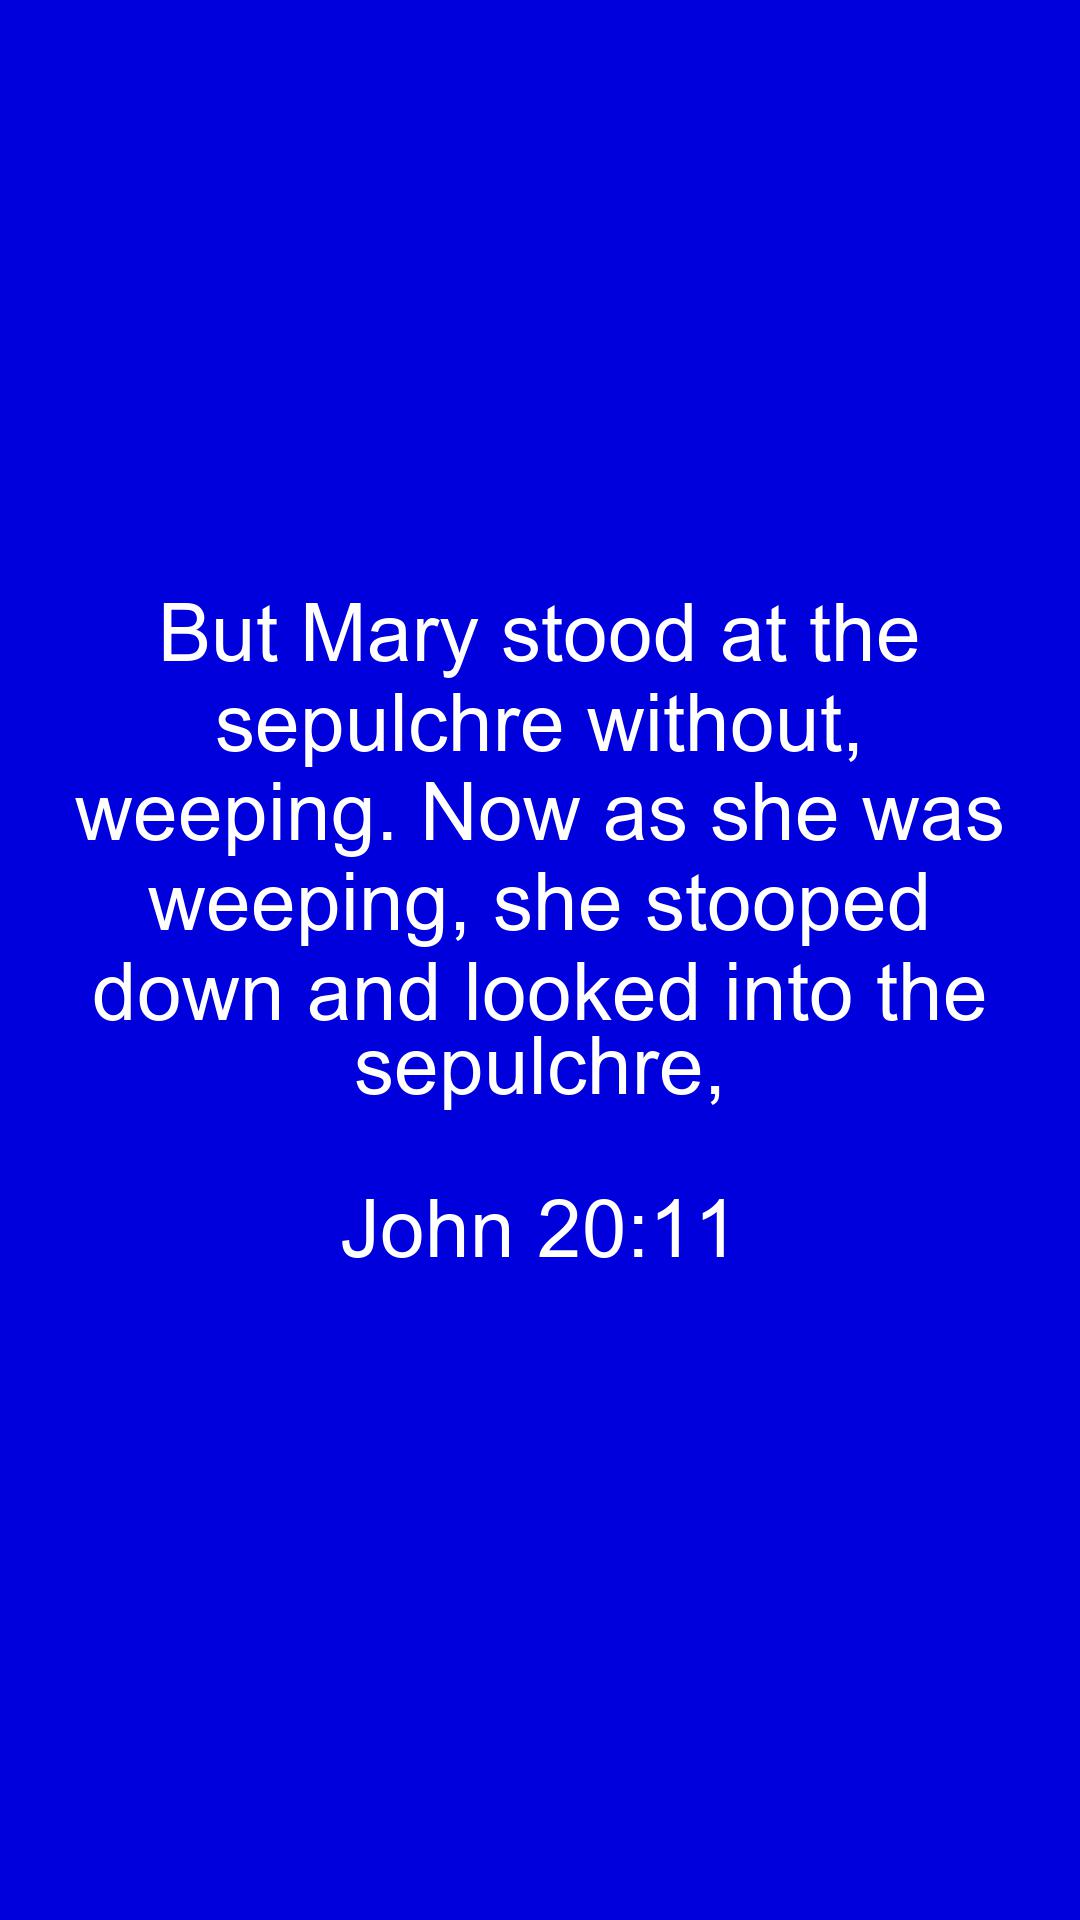 But Mary stood at the
sepulchre without,
weeping. Now as she was
weeping, she stooped
down and looked into the
sepulchre,
John 20:11